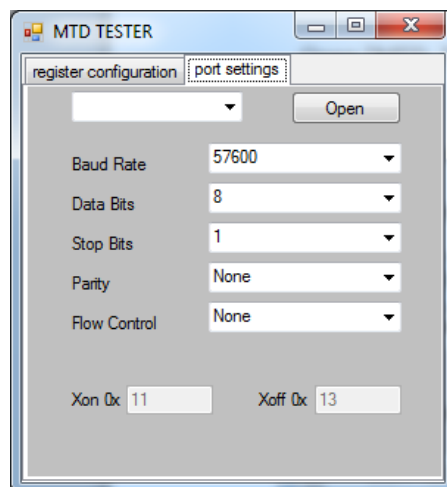 MTD TESTER
register configuration port settings
Open
Baud Rate 57600
Data Bits 8
Stop Bits 1
Parity None
Flow Control None
Xon 0x 11 Xoff 0x 13